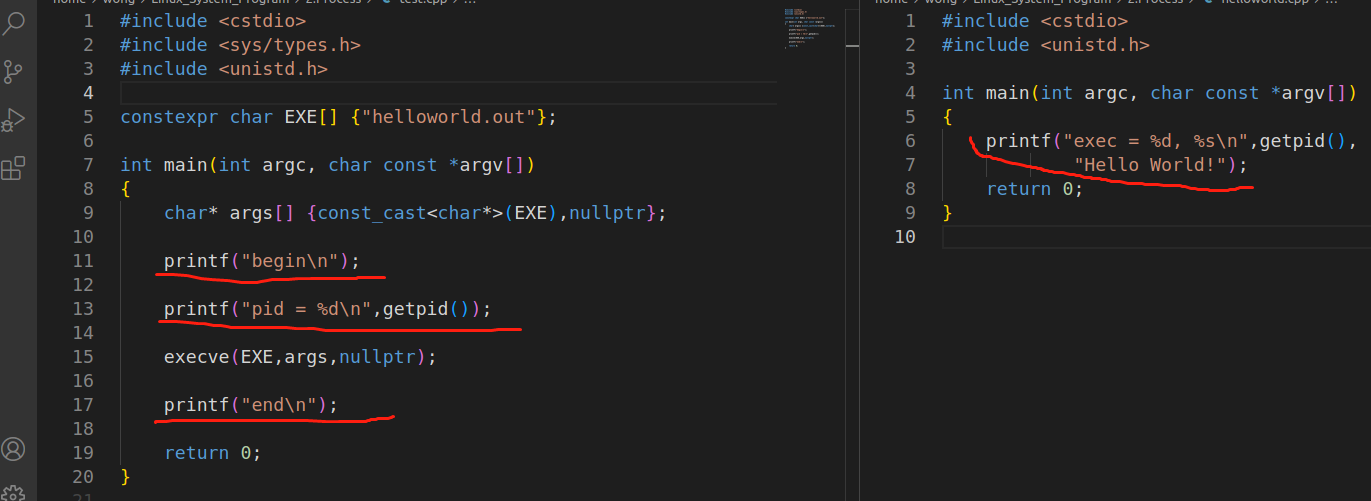 home > wong > Linux_System_Program > 2.Process > test.cpp > ...
1 #include <cstdio>
2 #include <sys/types.h>
3 #include <unistd.h>
4
5 constexpr char EXE[] {"helloworld.out"};
6
7 int main(int argc, char const *argv[])
8 {
9 char* args[] {const_cast<char*>(EXE),nullptr};
10
11 printf("begin\n");
12
13 printf("pid = %d\n",getpid());
14
15 execve(EXE,args,nullptr);
16
17 printf("end\n");
18
19 return 0;
20 }
21
home > wong > Linux_System_Program > 2.Process > helloworld.cpp > ...
1 #include <cstdio>
2 #include <unistd.h>
3
4 int main(int argc, char const *argv[])
5 {
6 printf("exec = %d, %s\n",getpid(),
7 "Hello World!");
8 return 0;
9 }
10